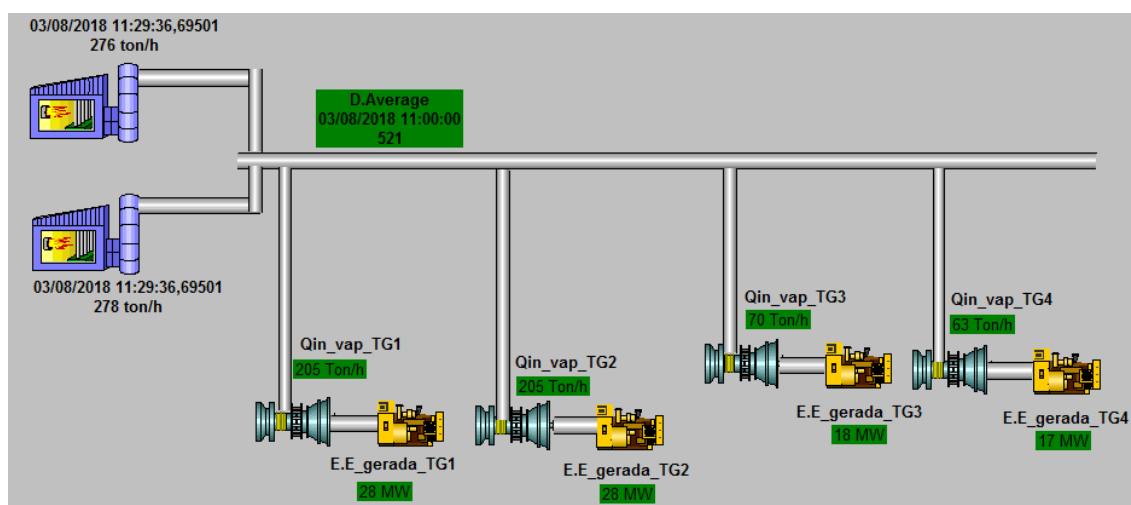 03/08/2018 11:29:36,69501
276 ton/h
D.Average
03/08/2018 11:00:00
521
03/08/2018 11:29:36,69501
278 ton/h
Qin_vap_TG1
205 Ton/h
Qin_vap_TG2
205 Ton/h
Qin_vap_TG3
70 Ton/h
Qin_vap_TG4
63 Ton/h
E.E_gerada_TG1
28 MW
E.E_gerada_TG2
28 MW
E.E_gerada_TG3
18 MW
E.E_gerada_TG4
17 MW